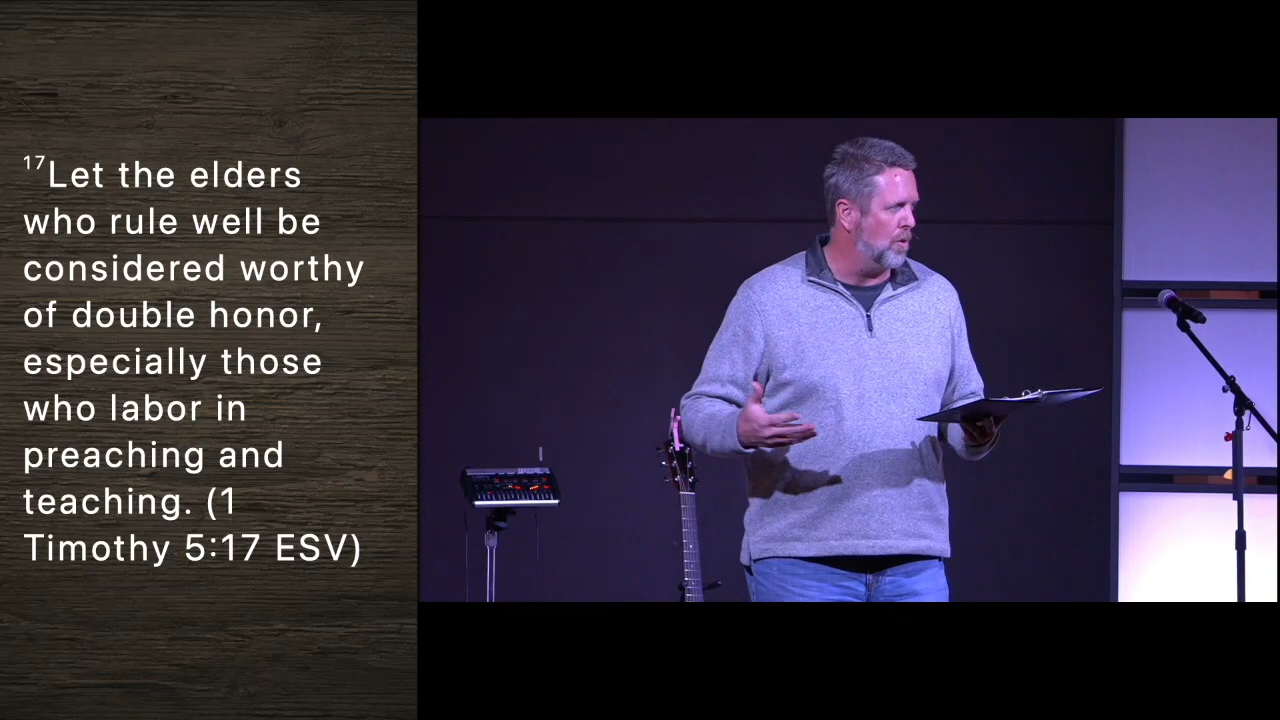 ¹⁷Let the elders
who rule well be
considered worthy
of double honor,
especially those
who labor in
preaching and
teaching. (1
Timothy 5:17 ESV)